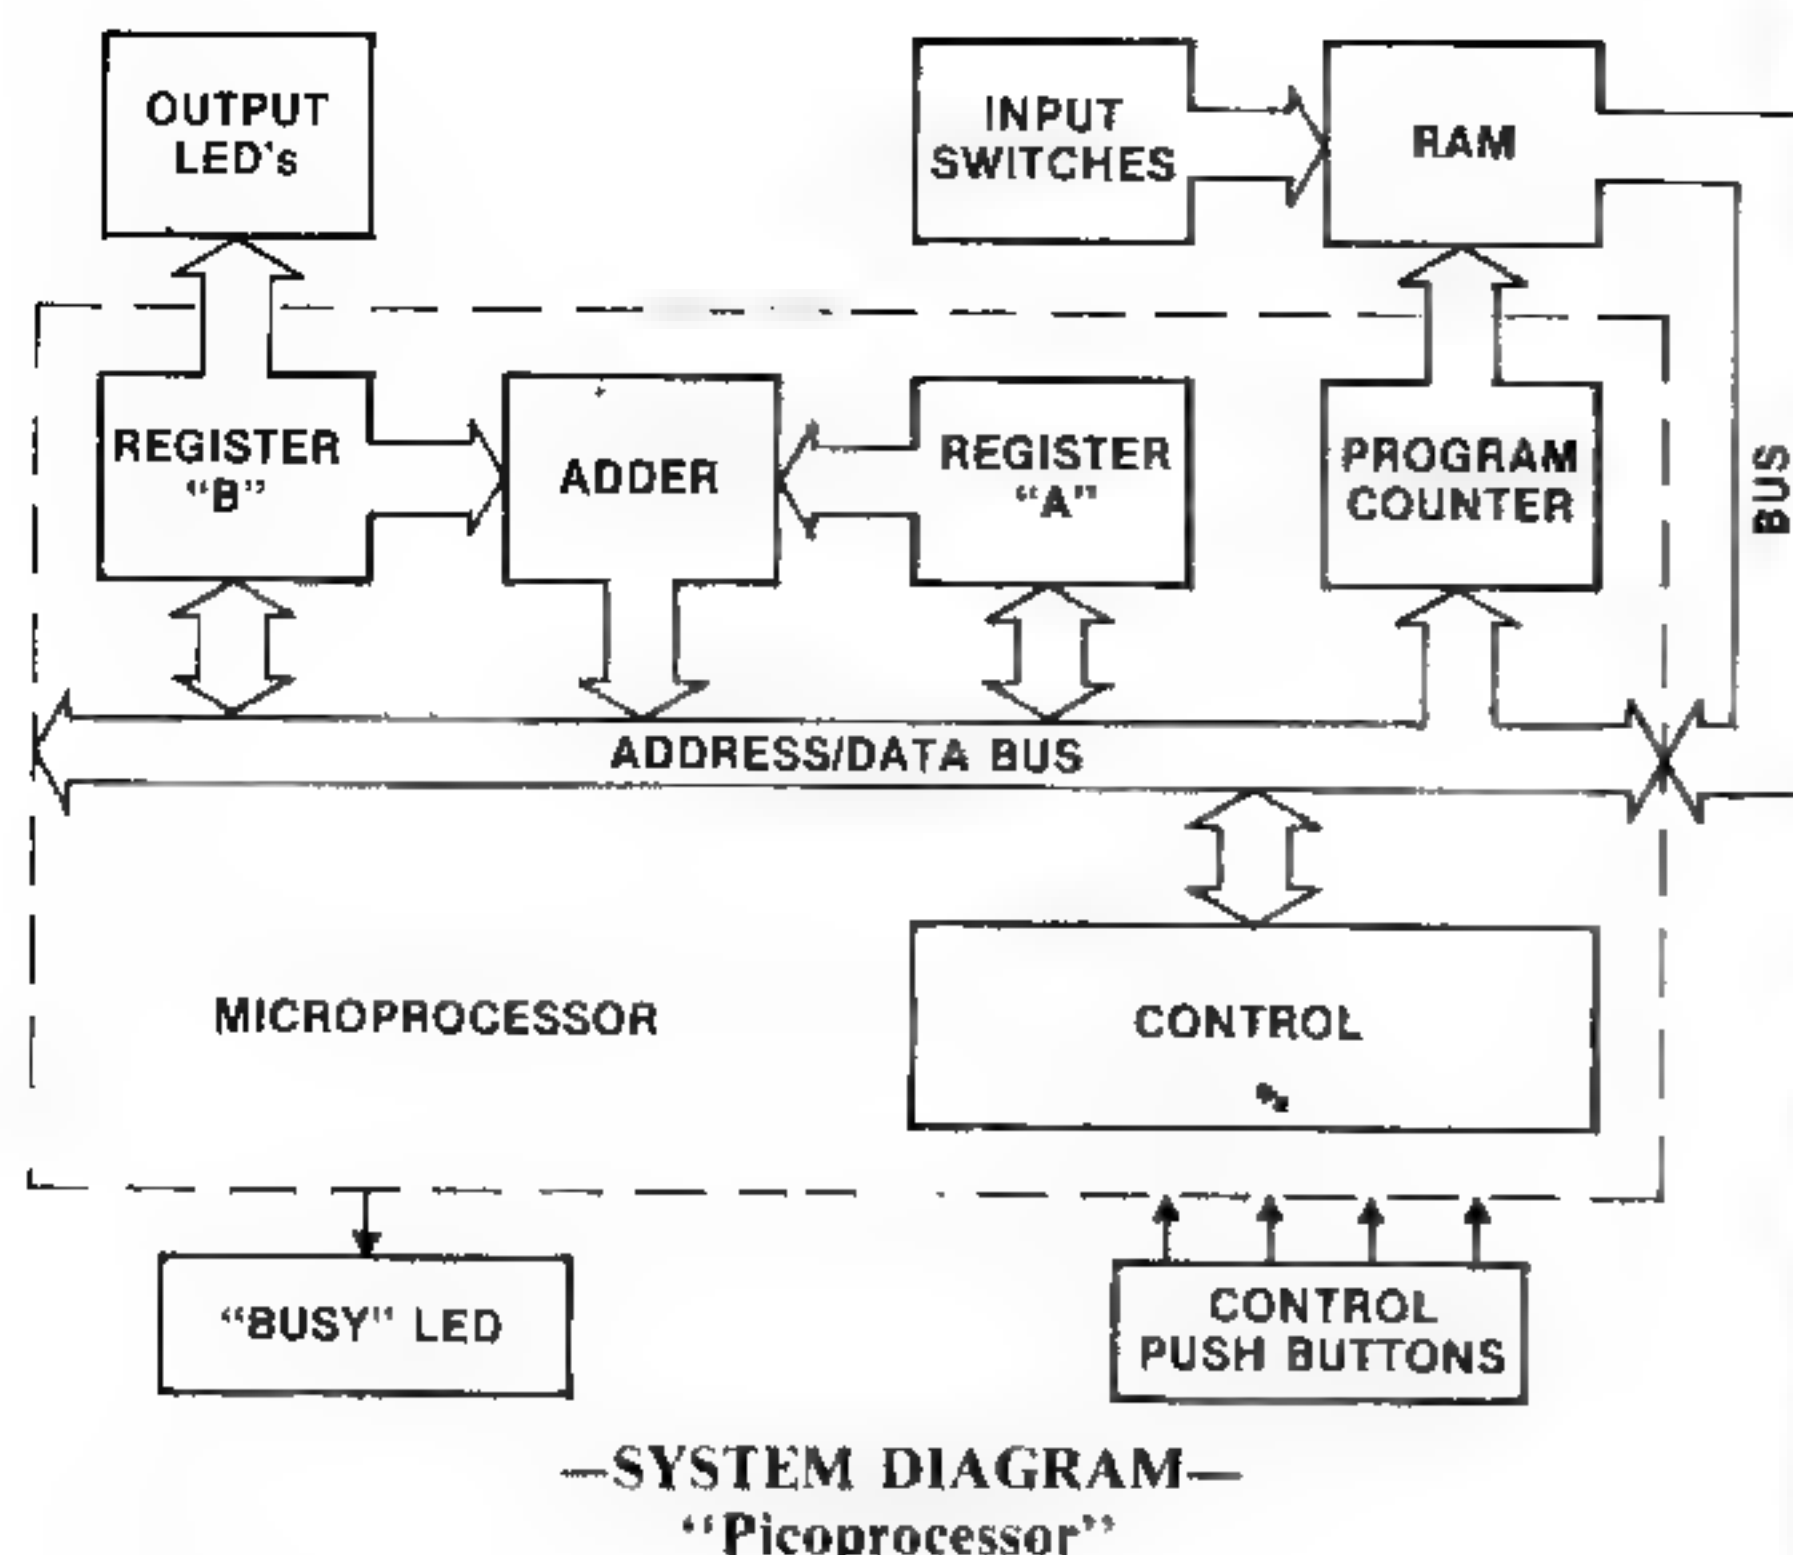 OUTPUT
LED's
INPUT
SWITCHES
RAM
REGISTER
"B"
ADDER
REGISTER
"A"
PROGRAM
COUNTER
BUS
ADDRESS/DATA BUS
MICROPROCESSOR
CONTROL
"BUSY" LED
CONTROL
PUSH BUTTONS
—SYSTEM DIAGRAM—
"Picoprocessor"